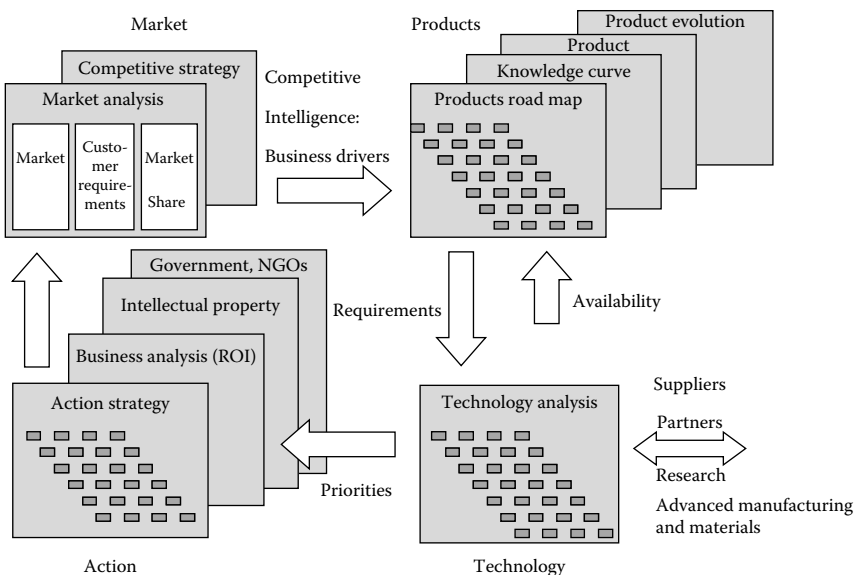 Market
Competitive strategy
Market analysis
Market
Custo-
mer
require-
ments
Market
Share
Competitive
Intelligence:
Business drivers
Products
Product evolution
Product
Knowledge curve
Products road map
Government, NGOs
Intellectual property
Business analysis (ROI)
Action strategy
Requirements
Availability
Technology analysis
Suppliers
Partners
Research
Advanced manufacturing
and materials
Priorities
Action
Technology